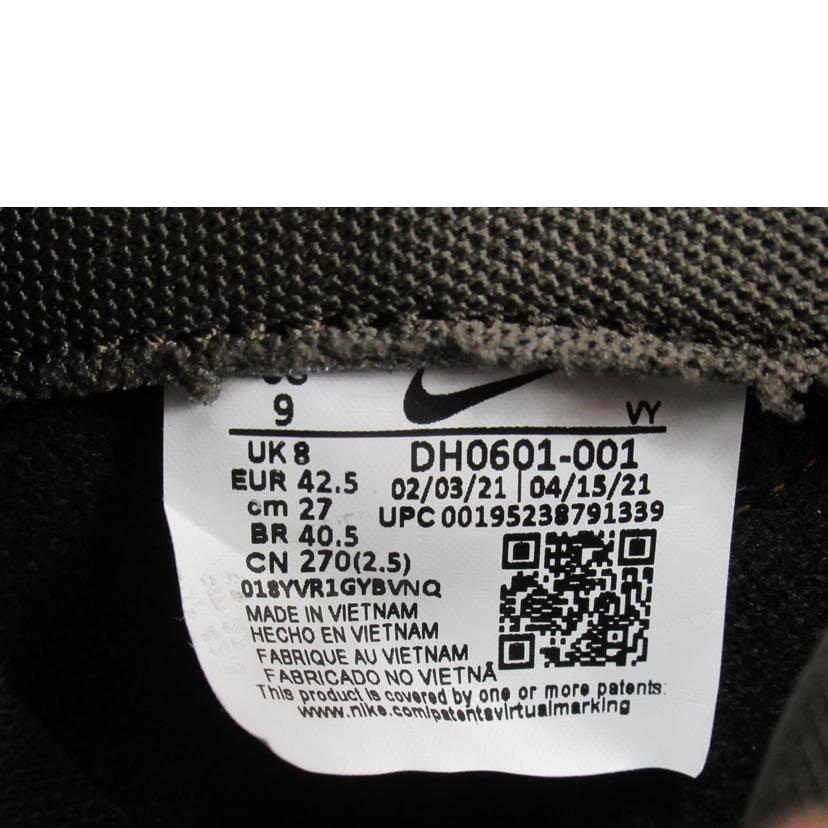 9
VY
UK 8
EUR 42.5
cm 27
BR 40.5
CN 270(2.5)
DH0601-001
02/03/21 | 04/15/21
UPC 00195238791339
018YVR1GYBVNQ
MADE IN VIETNAM
HECHO EN VIETNAM
FABRIQUE AU VIETNAM
FABRICADO NO VIETNÃ
This product is covered by one or more patents:
www.nike.com/patentsvirtualmarking